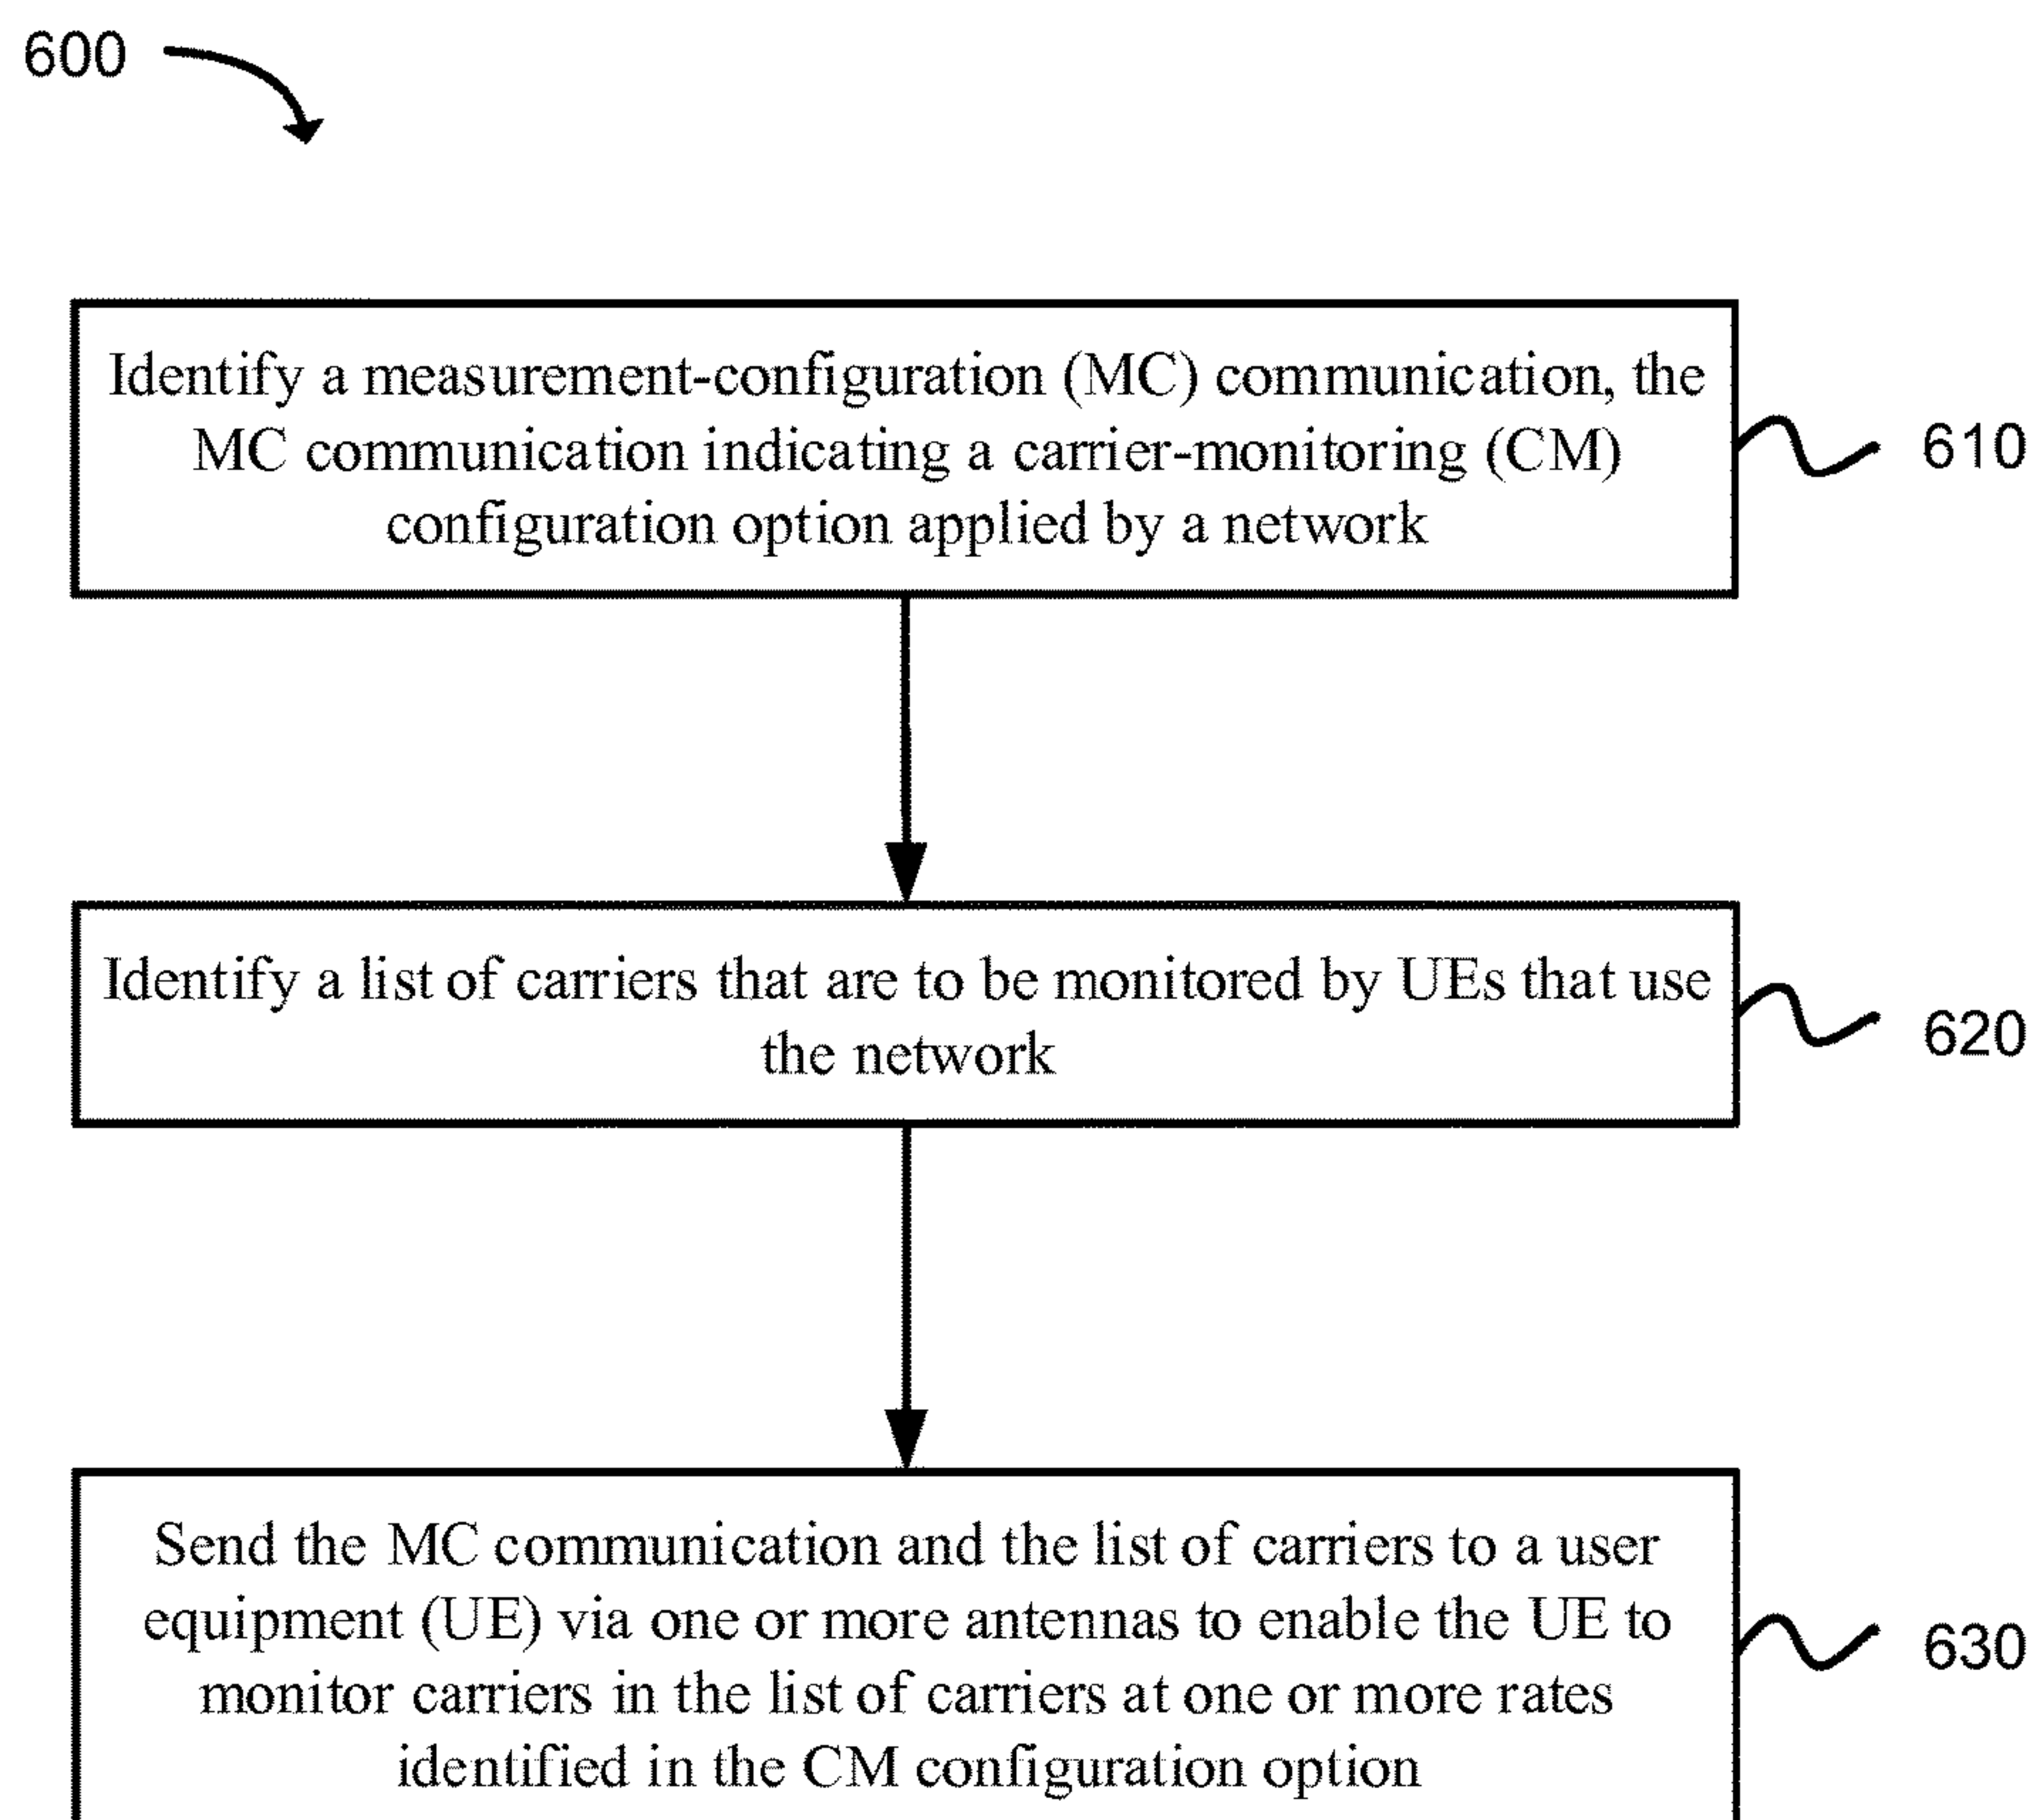 600
Identify a measurement-configuration (MC) communication, the
MC communication indicating a carrier-monitoring (CM)
configuration option applied by a network
610
Identify a list of carriers that are to be monitored by UEs that use
the network
620
Send the MC communication and the list of carriers to a user
equipment (UE) via one or more antennas to enable the UE to
monitor carriers in the list of carriers at one or more rates
identified in the CM configuration option
630